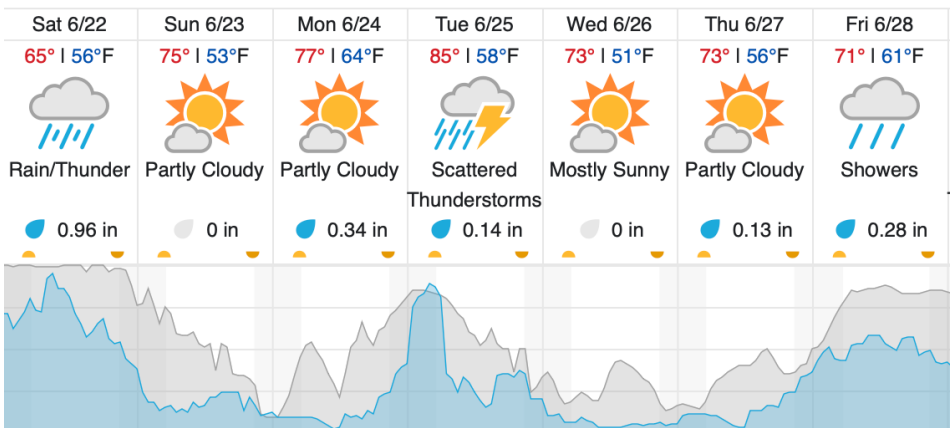 Sat 6/22
65° | 56°F
Rain/Thunder
0.96 in
Sun 6/23
75° | 53°F
Partly Cloudy
0 in
Mon 6/24
77° | 64°F
Partly Cloudy
0.34 in
Tue 6/25
85° | 58°F
Scattered
Thunderstorms
0.14 in
Wed 6/26
73° | 51°F
Mostly Sunny
0 in
Thu 6/27
73° | 56°F
Partly Cloudy
0.13 in
Fri 6/28
71° | 61°F
Showers
0.28 in